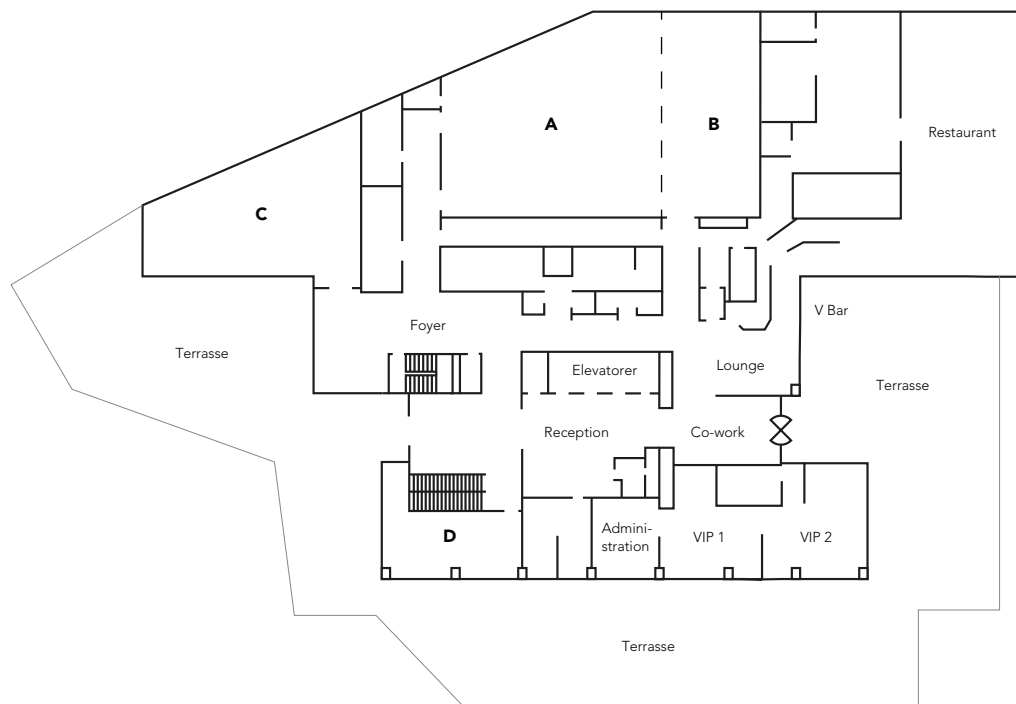 A
B
Restaurant
C
V Bar
Foyer
Terrasse
Elevatorer
Lounge
Terrasse
Reception
Co-work
D
Admini-
stration
VIP 1
VIP 2
Terrasse